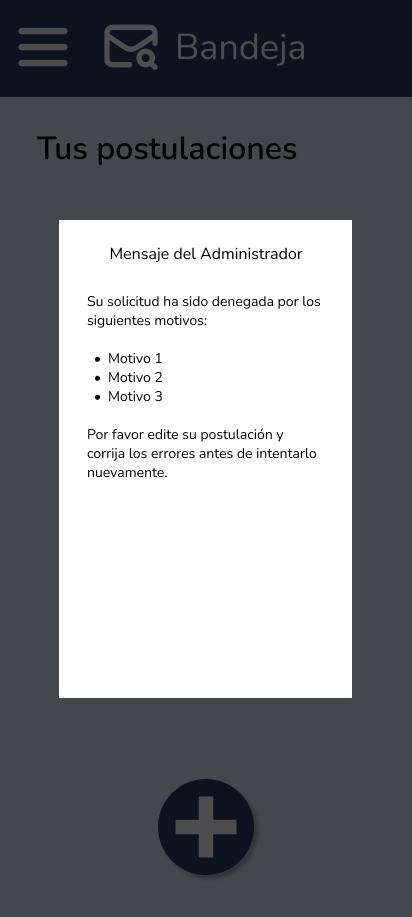 Bandeja
Tus postulaciones
Mensaje del Administrador
Su solicitud ha sido denegada por los
siguientes motivos:
• Motivo 1
• Motivo 2
• Motivo 3
Por favor edite su postulación y
corrija los errores antes de intentarlo
nuevamente.